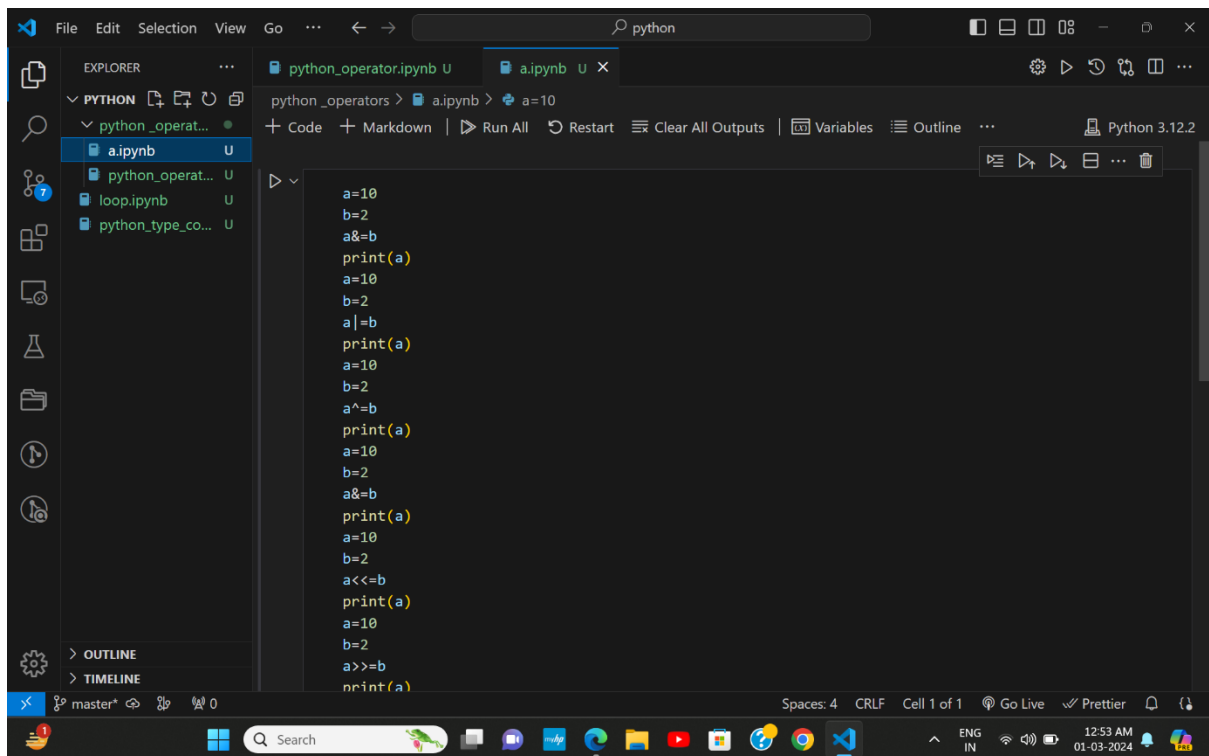 File Edit Selection View Go ··· python
EXPLORER ···
python_operator.ipynb U a.ipynb U
PYTHON
python _operators > a.ipynb > a=10
python _operat...
+ Code + Markdown | Run All Restart Clear All Outputs | Variables Outline ··· Python 3.12.2
a.ipynb U
python_operat... U
loop.ipynb U
python_type_co... U
7
a=10
b=2
a&=b
print(a)
a=10
b=2
a|=b
print(a)
a=10
b=2
a^=b
print(a)
a=10
b=2
a&=b
print(a)
a=10
b=2
a<<=b
print(a)
a=10
b=2
a>>=b
print(a)
OUTLINE
TIMELINE
master* 0 Spaces: 4 CRLF Cell 1 of 1 Go Live Prettier
1 Search mhp ENG IN 12:53 AM 01-03-2024 PRE